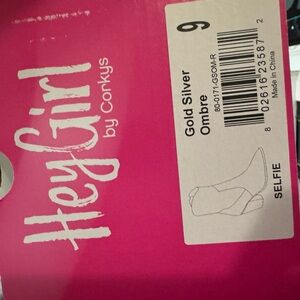 Hey Girl
by Corkys
9
Gold Silver
Ombre
80-0171-GSOM-R
8 02616 23587 2
Made in China
SELFIE